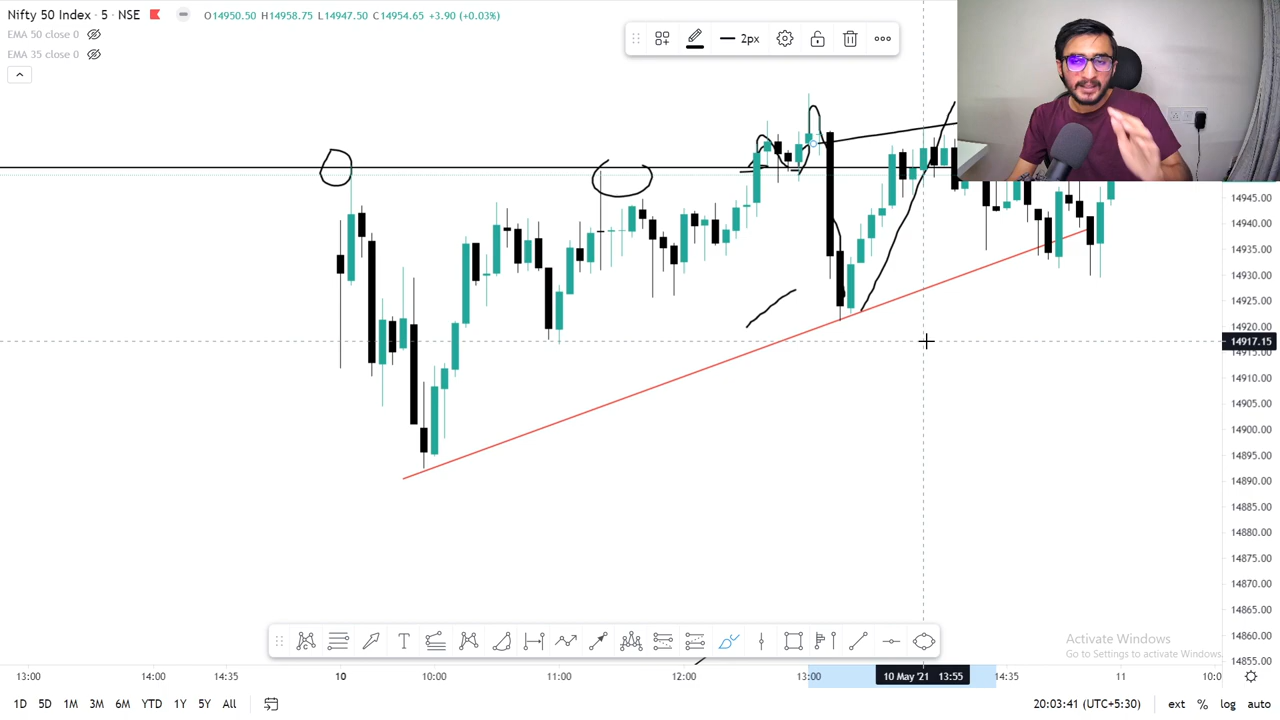 Nifty 50 Index · 5 · NSE
O14950.50 H14958.75 L14947.50 C14954.65 +3.90 (+0.03%)
EMA 50 close 0
EMA 35 close 0
2px
14945.00
14940.00
14935.00
14930.00
14925.00
14920.00
14917.15
14915.00
14910.00
14905.00
14900.00
14895.00
14890.00
14885.00
14880.00
14875.00
14870.00
14865.00
14860.00
14855.00
T
Activate Windows
Go to Settings to activate Windows.
13:00 14:00 14:35 10 10:00 11:00 12:00 13:00 10 May '21 13:55 14:35 11 10:0
1D 5D 1M 3M 6M YTD 1Y 5Y All
20:03:41 (UTC+5:30) ext % log auto